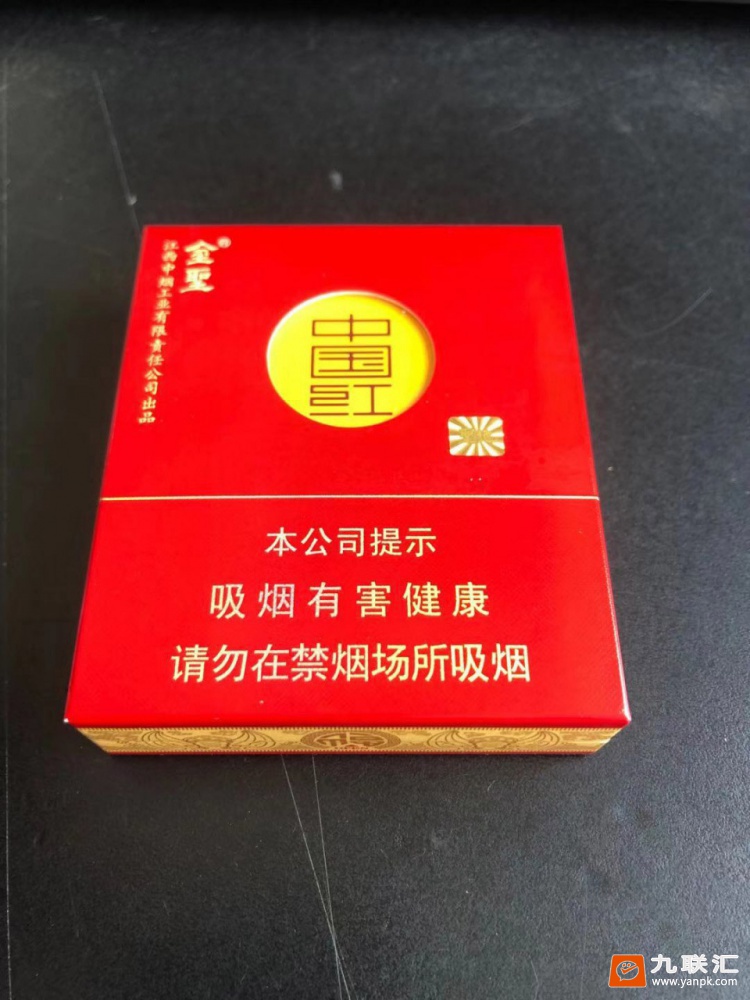 金聖®
江西中烟工业有限责任公司出品
中国红
本公司提示
吸烟有害健康
请勿在禁烟场所吸烟
九联汇
www.yanpk.com